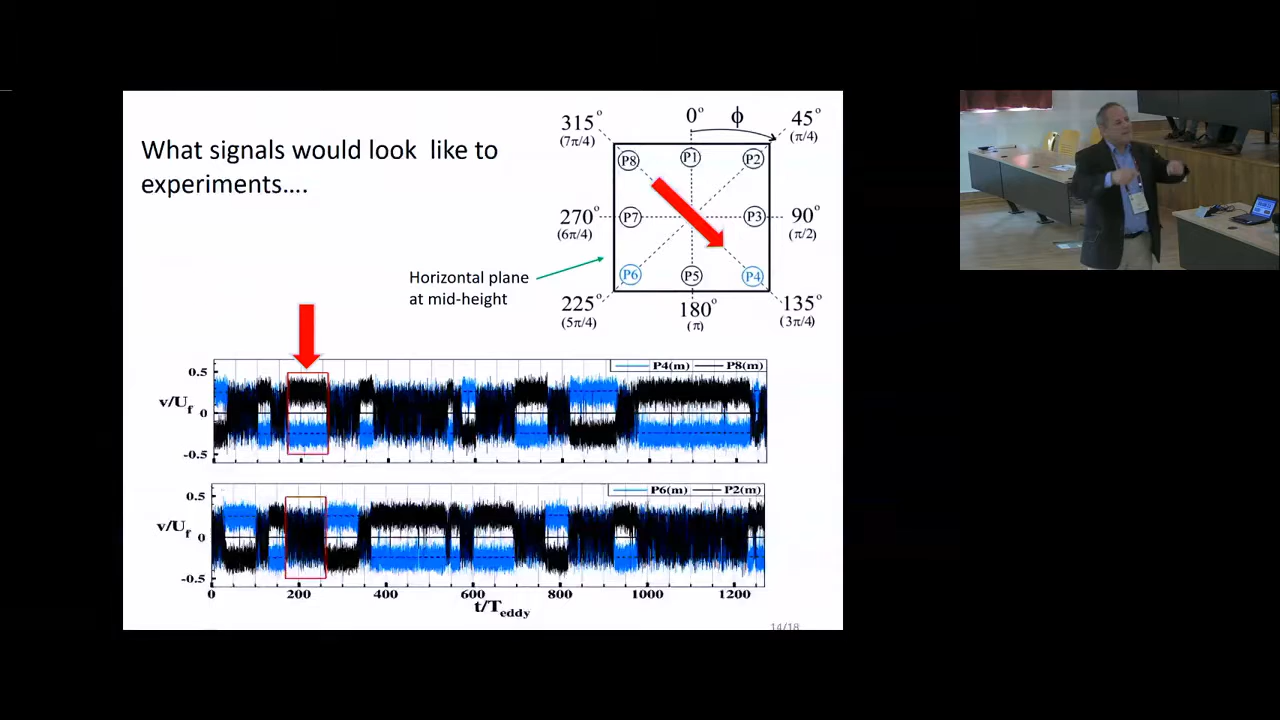 What signals would look like to
experiments....
315°
(7π/4)
0°
ϕ
45°
(π/4)
P8
P1
P2
270°
(6π/4)
P7
P3
90°
(π/2)
P6
P5
P4
Horizontal plane
at mid-height
225°
(5π/4)
180°
(π)
135°
(3π/4)
P4(m)
P8(m)
0.5
v/Uf
0
-0.5
P6(m)
P2(m)
0.5
v/Uf
0
-0.5
0
200
400
600
800
1000
1200
t/Teddy
14/18